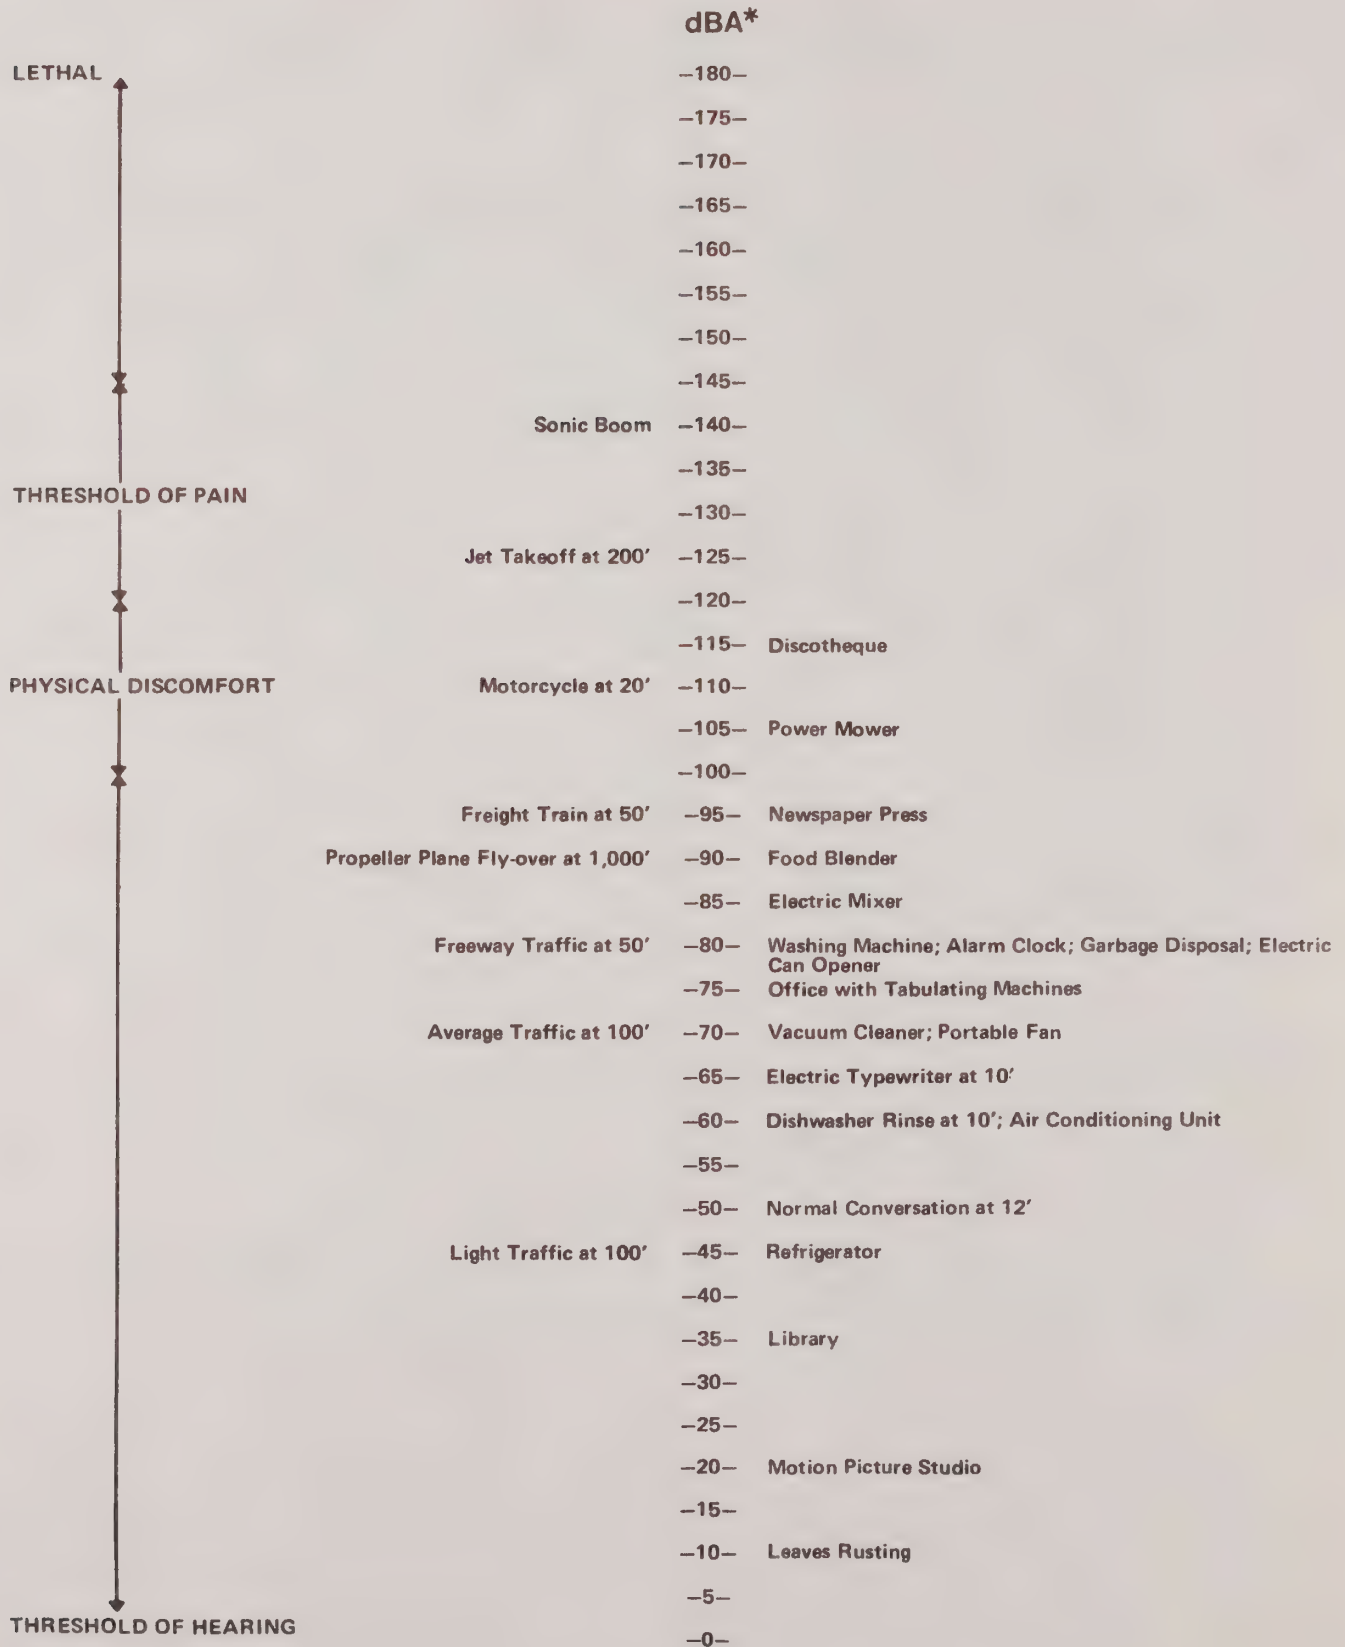 dBA*
LETHAL –180–
–175–
–170–
–165–
–160–
–155–
–150–
–145–
Sonic Boom –140–
–135–
THRESHOLD OF PAIN
–130–
Jet Takeoff at 200' –125–
–120–
–115– Discotheque
PHYSICAL DISCOMFORT Motorcycle at 20' –110–
–105– Power Mower
–100–
Freight Train at 50' –95– Newspaper Press
Propeller Plane Fly-over at 1,000' –90– Food Blender
–85– Electric Mixer
Freeway Traffic at 50' –80– Washing Machine; Alarm Clock; Garbage Disposal; Electric
Can Opener
–75– Office with Tabulating Machines
Average Traffic at 100' –70– Vacuum Cleaner; Portable Fan
–65– Electric Typewriter at 10'
–60– Dishwasher Rinse at 10'; Air Conditioning Unit
–55–
–50– Normal Conversation at 12'
Light Traffic at 100' –45– Refrigerator
–40–
–35– Library
–30–
–25–
–20– Motion Picture Studio
–15–
–10– Leaves Rusting
–5–
THRESHOLD OF HEARING
–0–